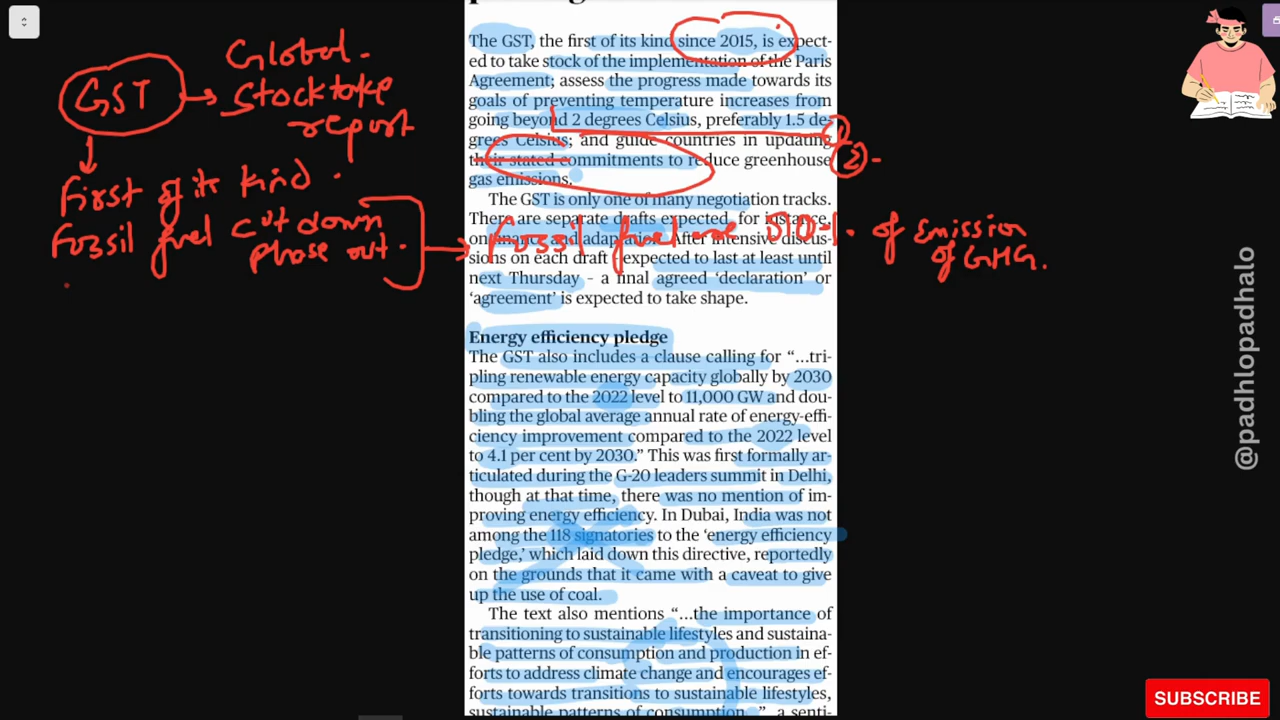 The GST, the first of its kind since 2015, is expect-
ed to take stock of the implementation of the Paris
Agreement; assess the progress made towards its
goals of preventing temperature increases from
going beyond 2 degrees Celsius, preferably 1.5 de-
grees Celsius; and guide countries in updating
their stated commitments to reduce greenhouse
gas emissions.
The GST is only one of many negotiation tracks.
There are separate drafts expected, for instance,
on finance and adaptation. After intensive discus-
sions on each draft - expected to last at least until
next Thursday - a final agreed ‘declaration’ or
‘agreement’ is expected to take shape.
Energy efficiency pledge
The GST also includes a clause calling for “...tri-
pling renewable energy capacity globally by 2030
compared to the 2022 level to 11,000 GW and dou-
bling the global average annual rate of energy-effi-
ciency improvement compared to the 2022 level
to 4.1 per cent by 2030.” This was first formally ar-
ticulated during the G-20 leaders summit in Delhi,
though at that time, there was no mention of im-
proving energy efficiency. In Dubai, India was not
among the 118 signatories to the ‘energy efficiency
pledge,’ which laid down this directive, reportedly
on the grounds that it came with a caveat to give
up the use of coal.
The text also mentions “...the importance of
transitioning to sustainable lifestyles and sustaina-
ble patterns of consumption and production in ef-
forts to address climate change and encourages ef-
forts towards transitions to sustainable lifestyles,
sustainable patterns of consumption...”, a senti-
GST
Global
Stocktake
report
First of its kind.
Fossil fuel cut down
phase out.
Fossil fuel are 80%. of Emission
of GHG.
①
②
@padhlopadhalo
SUBSCRIBE